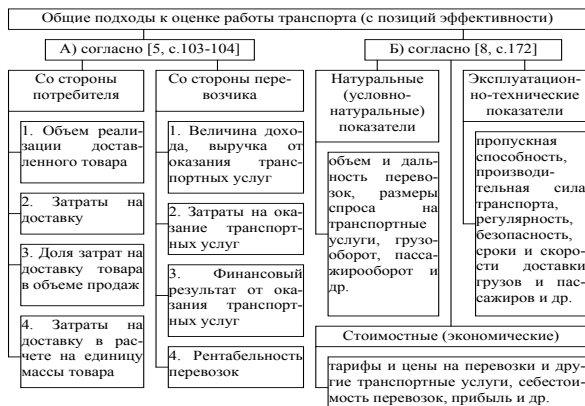 Общие подходы к оценке работы транспорта (с позиций эффективности)
А) согласно [5, с.103-104]
Со стороны
потребителя
1. Объем реали-
зации достав-
ленного товара
2. Затраты на
доставку
3. Доля затрат на
доставку товара
в объеме продаж
4. Затраты на
доставку в рас-
чете на единицу
массы товара
Со стороны пере-
возчика
1. Величина дохо-
да, выручка от
оказания транс-
портных услуг
2. Затраты на ока-
зание транспорт-
ных услуг
3. Финансовый
результат от ока-
зания транспорт-
ных услуг
4. Рентабельность
перевозок
Б) согласно [8, с.172]
Натуральные
(условно-
натуральные)
показатели
объем и даль-
ность перево-
зок, размеры
спроса на
транспортные
услуги, грузо-
оборот, пасса-
жирооборот и
др.
Эксплуатацион-
но-технические
показатели
пропускная
способность,
производи-
тельная сила
транспорта,
регулярность,
безопасность,
сроки и скоро-
сти доставки
грузов и пас-
сажиров и др.
Стоимостные (экономические)
тарифы и цены на перевозки и дру-
гие транспортные услуги, себестои-
мость перевозок, прибыль и др.